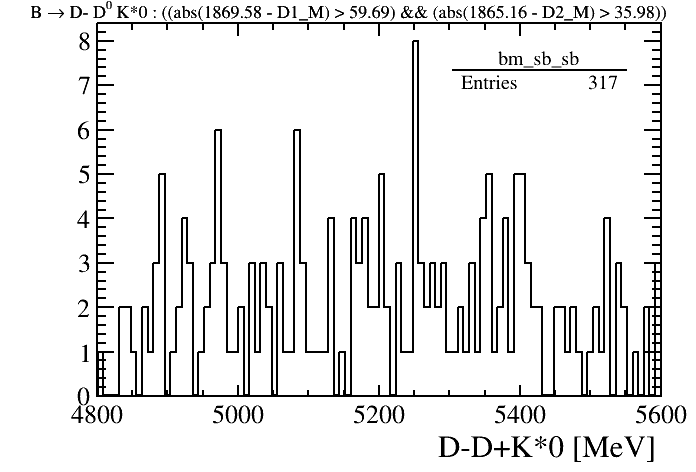 B → D- D⁰ K*0 : ((abs(1869.58 - D1_M) > 59.69) && (abs(1865.16 - D2_M) > 35.98))
bm_sb_sb
Entries 317
8
7
6
5
4
3
2
1
0
4800 5000 5200 5400 5600
D-D+K*0 [MeV]